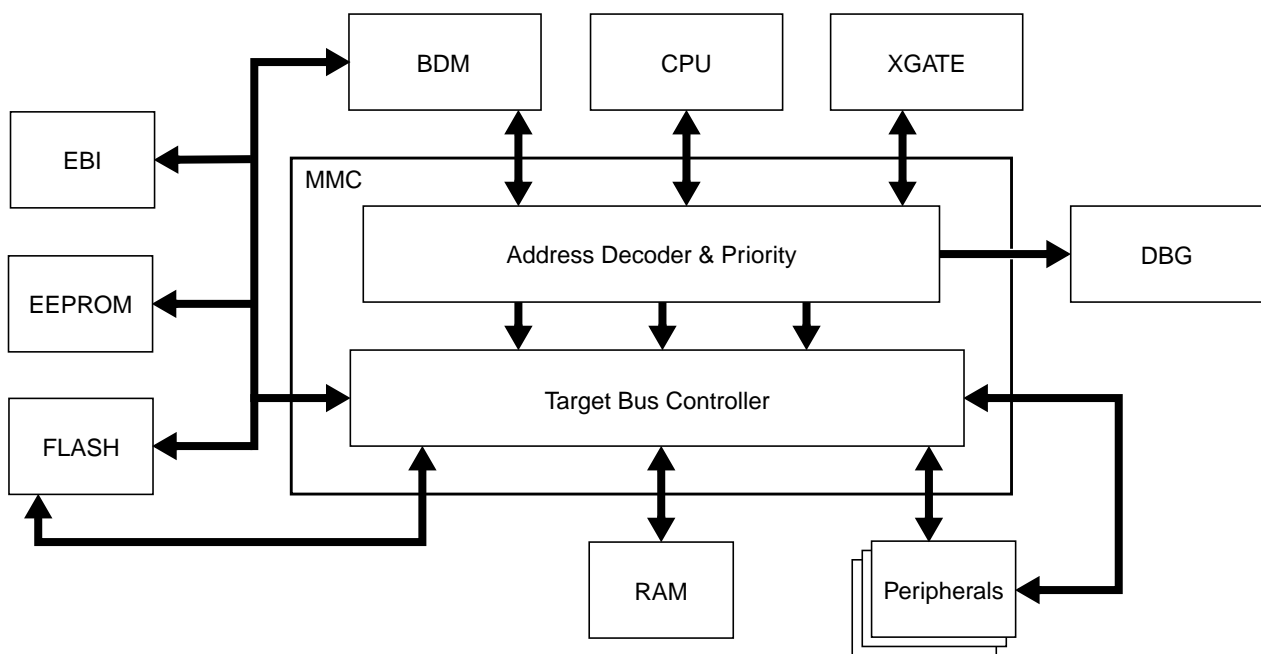 BDM
CPU
XGATE
EBI
MMC
Address Decoder & Priority
DBG
EEPROM
Target Bus Controller
FLASH
RAM
Peripherals